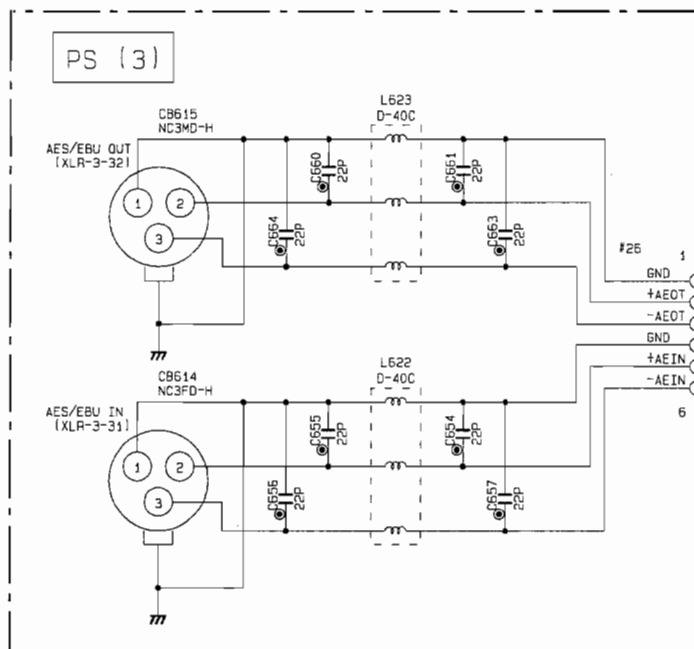 PS (3)
L623
D-40C
CB615
NC3MD-H
AES/EBU OUT
(XLR-3-32)
1
2
3
C660
22P
C661
22P
C664
22P
C663
22P
#26
1
GND
+AEOT
-AEOT
GND
+AEIN
-AEIN
6
L622
D-40C
CB614
NC3FD-H
AES/EBU IN
(XLR-3-31)
1
2
3
C655
22P
C654
22P
C656
22P
C657
22P